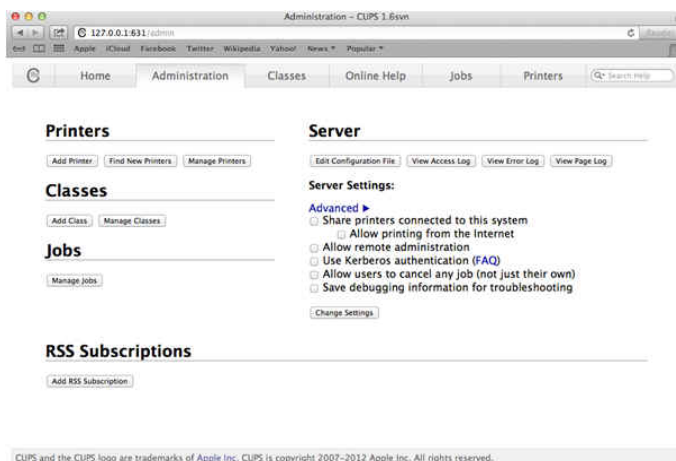 Administration – CUPS 1.6svn
127.0.0.1:631/admin
Reader
Apple iCloud Facebook Twitter Wikipedia Yahoo! News Popular
Home Administration Classes Online Help Jobs Printers Search Help
Printers
Add Printer Find New Printers Manage Printers
Classes
Add Class Manage Classes
Jobs
Manage Jobs
Server
Edit Configuration File View Access Log View Error Log View Page Log
Server Settings:
Advanced ▶
Share printers connected to this system
Allow printing from the Internet
Allow remote administration
Use Kerberos authentication (FAQ)
Allow users to cancel any job (not just their own)
Save debugging information for troubleshooting
Change Settings
RSS Subscriptions
Add RSS Subscription
CUPS and the CUPS logo are trademarks of Apple Inc. CUPS is copyright 2007–2012 Apple Inc. All rights reserved.